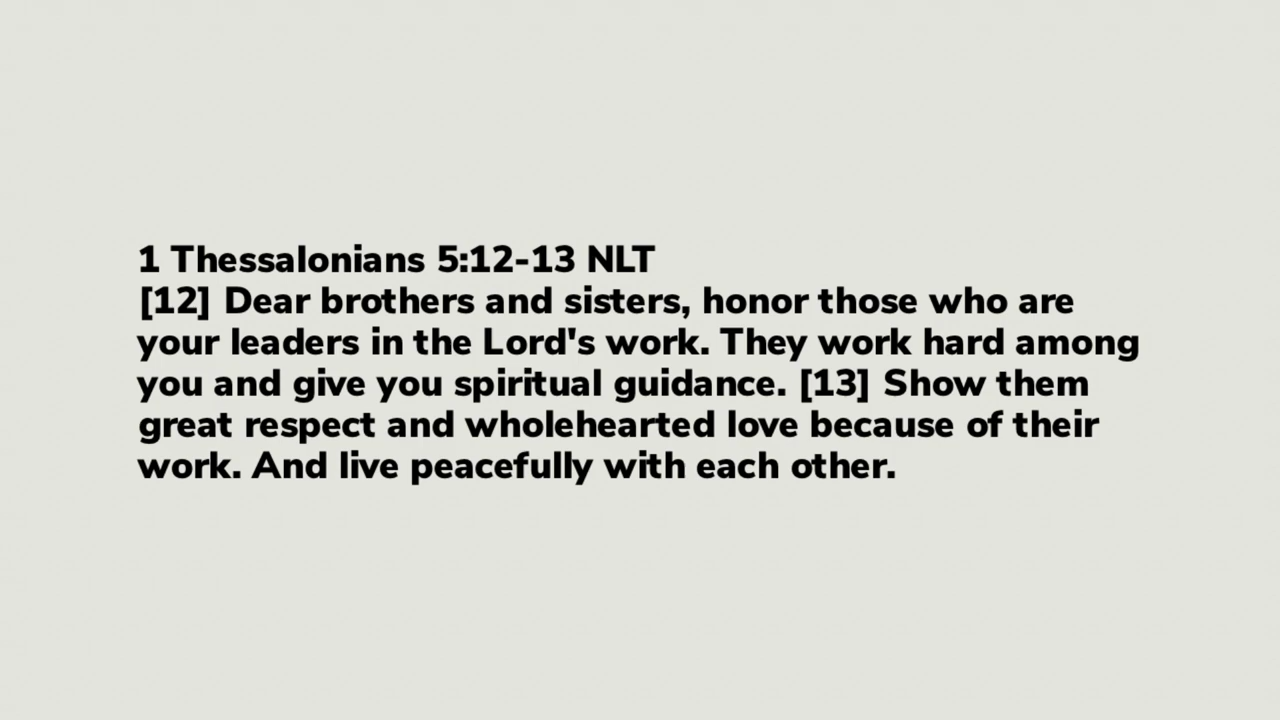 1 Thessalonians 5:12-13 NLT
[12] Dear brothers and sisters, honor those who are
your leaders in the Lord's work. They work hard among
you and give you spiritual guidance. [13] Show them
great respect and wholehearted love because of their
work. And live peacefully with each other.